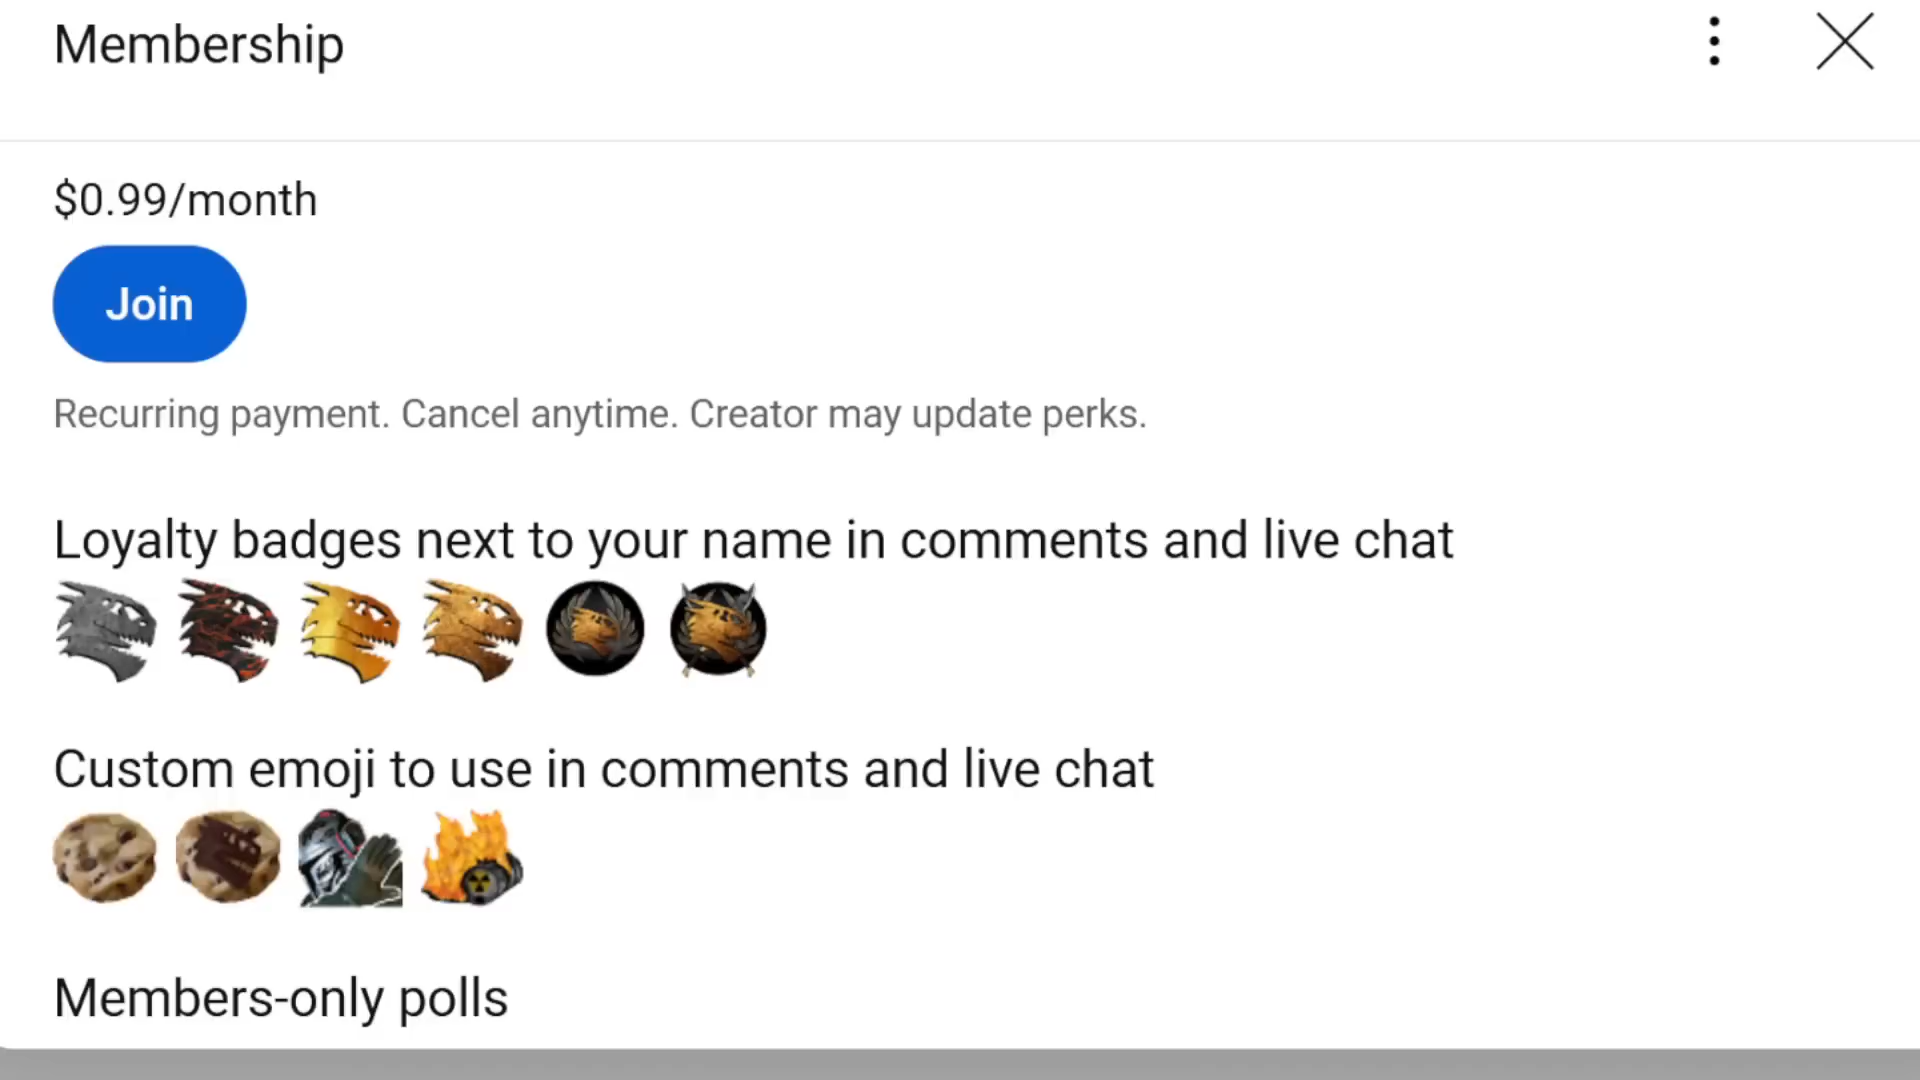 Membership
$0.99/month
Join
Recurring payment. Cancel anytime. Creator may update perks.
Loyalty badges next to your name in comments and live chat
Custom emoji to use in comments and live chat
Members-only polls